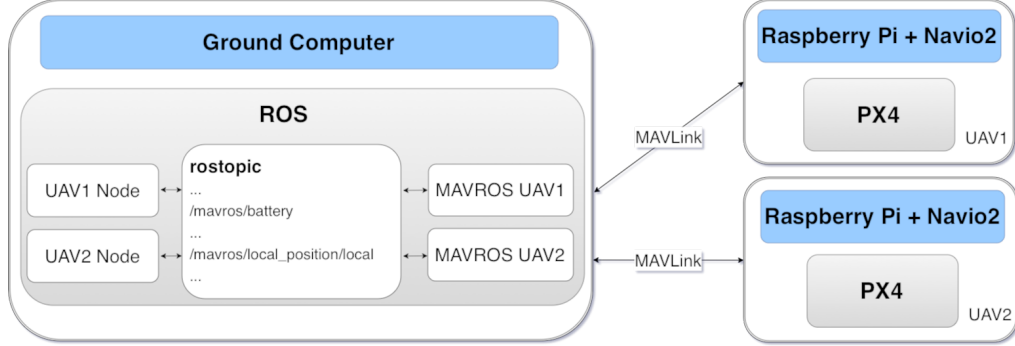 Ground Computer
ROS
UAV1 Node
UAV2 Node
rostopic
...
/mavros/battery
...
/mavros/local_position/local
...
MAVROS UAV1
MAVROS UAV2
MAVLink
MAVLink
Raspberry Pi + Navio2
PX4
UAV1
Raspberry Pi + Navio2
PX4
UAV2